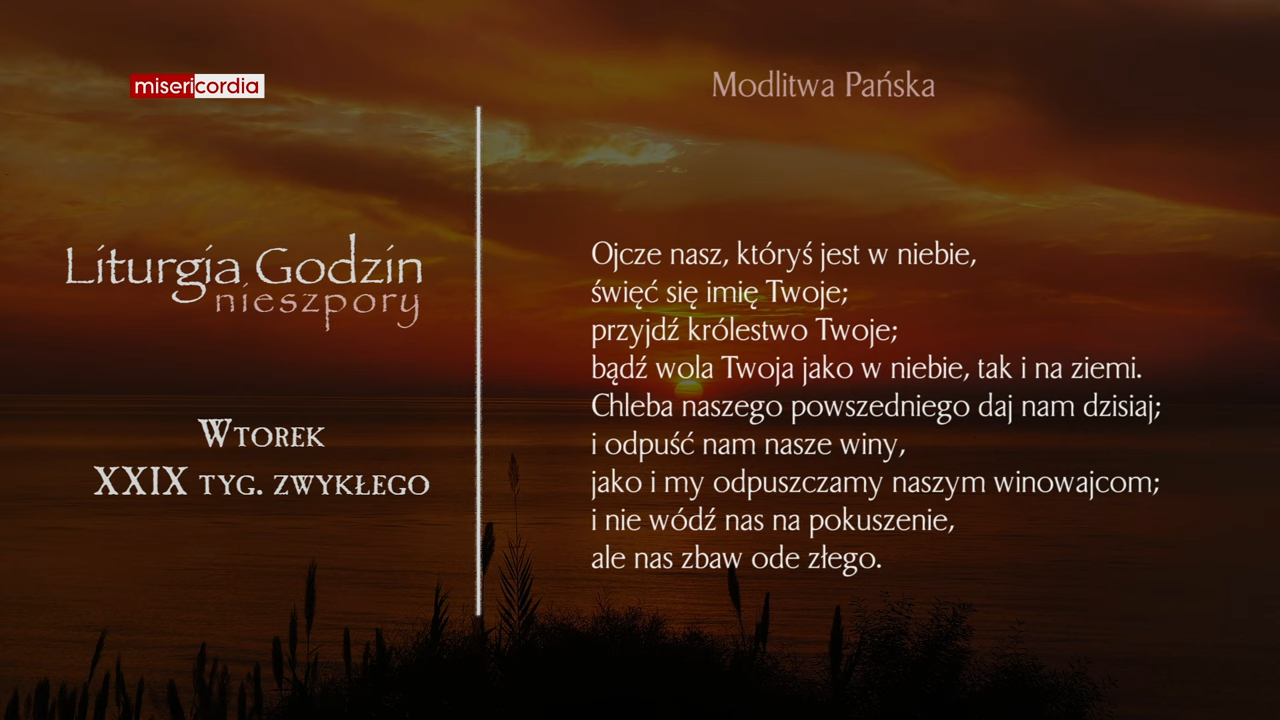 misericordia
Liturgia Godzin
nieszpory
Wtorek
XXIX tyg. zwykłego
Modlitwa Pańska
Ojcze nasz, któryś jest w niebie,
święć się imię Twoje;
przyjdź królestwo Twoje;
bądź wola Twoja jako w niebie, tak i na ziemi.
Chleba naszego powszedniego daj nam dzisiaj;
i odpuść nam nasze winy,
jako i my odpuszczamy naszym winowajcom;
i nie wódź nas na pokuszenie,
ale nas zbaw ode złego.